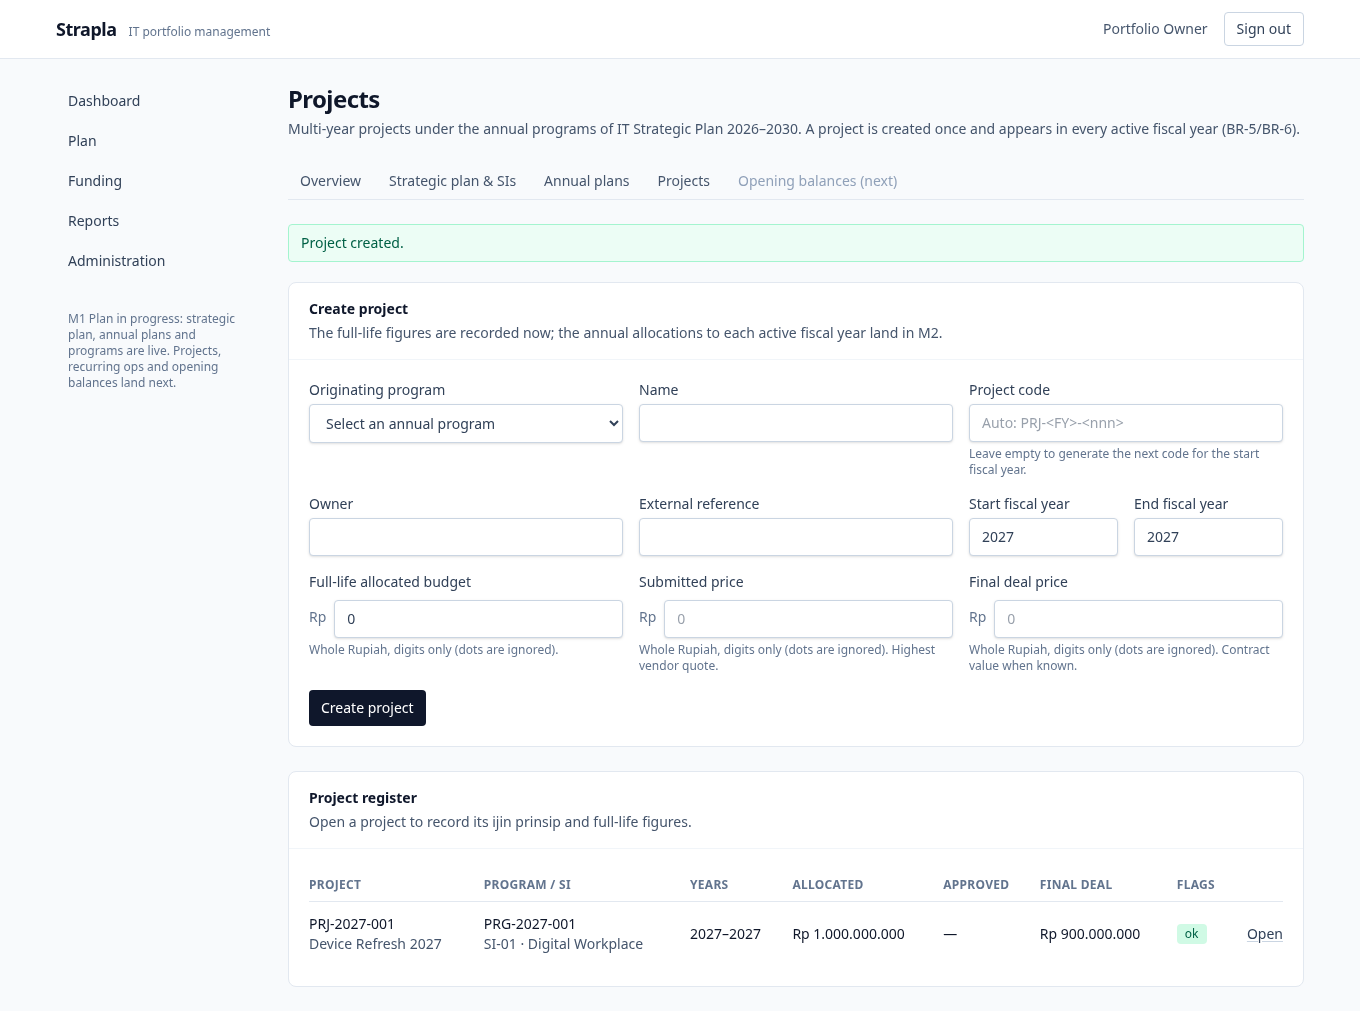 Strapla IT portfolio management
Portfolio Owner
Sign out
Dashboard
Plan
Funding
Reports
Administration
M1 Plan in progress: strategic
plan, annual plans and
programs are live. Projects,
recurring ops and opening
balances land next.
Projects
Multi-year projects under the annual programs of IT Strategic Plan 2026–2030. A project is created once and appears in every active fiscal year (BR-5/BR-6).
Overview Strategic plan & SIs Annual plans Projects Opening balances (next)
Project created.
Create project
The full-life figures are recorded now; the annual allocations to each active fiscal year land in M2.
Originating program
Select an annual program
Name
Project code
Auto: PRJ-<FY>-<nnn>
Leave empty to generate the next code for the start
fiscal year.
Owner
External reference
Start fiscal year
2027
End fiscal year
2027
Full-life allocated budget
Rp 0
Whole Rupiah, digits only (dots are ignored).
Submitted price
Rp 0
Whole Rupiah, digits only (dots are ignored). Highest
vendor quote.
Final deal price
Rp 0
Whole Rupiah, digits only (dots are ignored). Contract
value when known.
Create project
Project register
Open a project to record its ijin prinsip and full-life figures.
PROJECT PROGRAM / SI YEARS ALLOCATED APPROVED FINAL DEAL FLAGS
PRJ-2027-001 PRG-2027-001 2027–2027 Rp 1.000.000.000 — Rp 900.000.000 ok Open
Device Refresh 2027 SI-01 · Digital Workplace